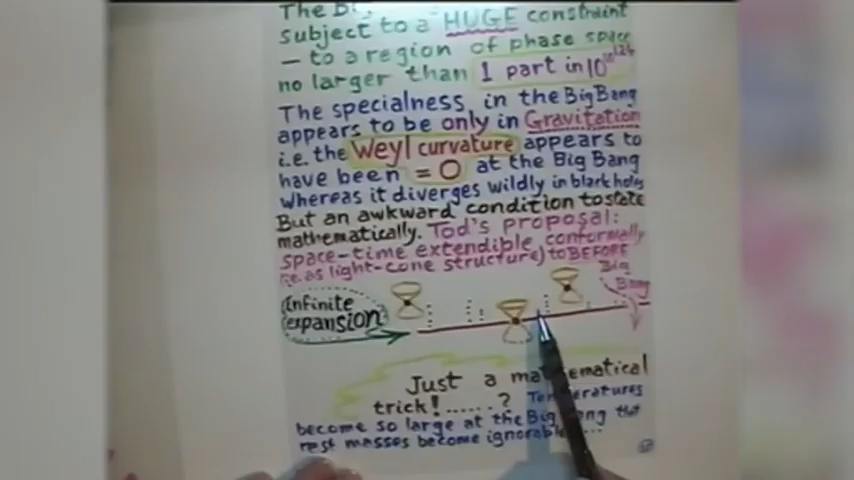 The Bi
subject to a HUGE constraint
— to a region of phase space
no larger than 1 part in 10^10^124
The specialness in the Big Bang
appears to be only in Gravitation
i.e. the Weyl curvature appears to
have been = 0 at the Big Bang
whereas it diverges wildly in black holes
But an awkward condition to state
mathematically. Tod's proposal:
space-time extendible conformally
(i.e. as light-cone structure) to BEFORE
Big
Bang
Infinite
expansion
Just a mathematical
trick!......? Temperatures
become so large at the Big Bang that
rest masses become ignorable....